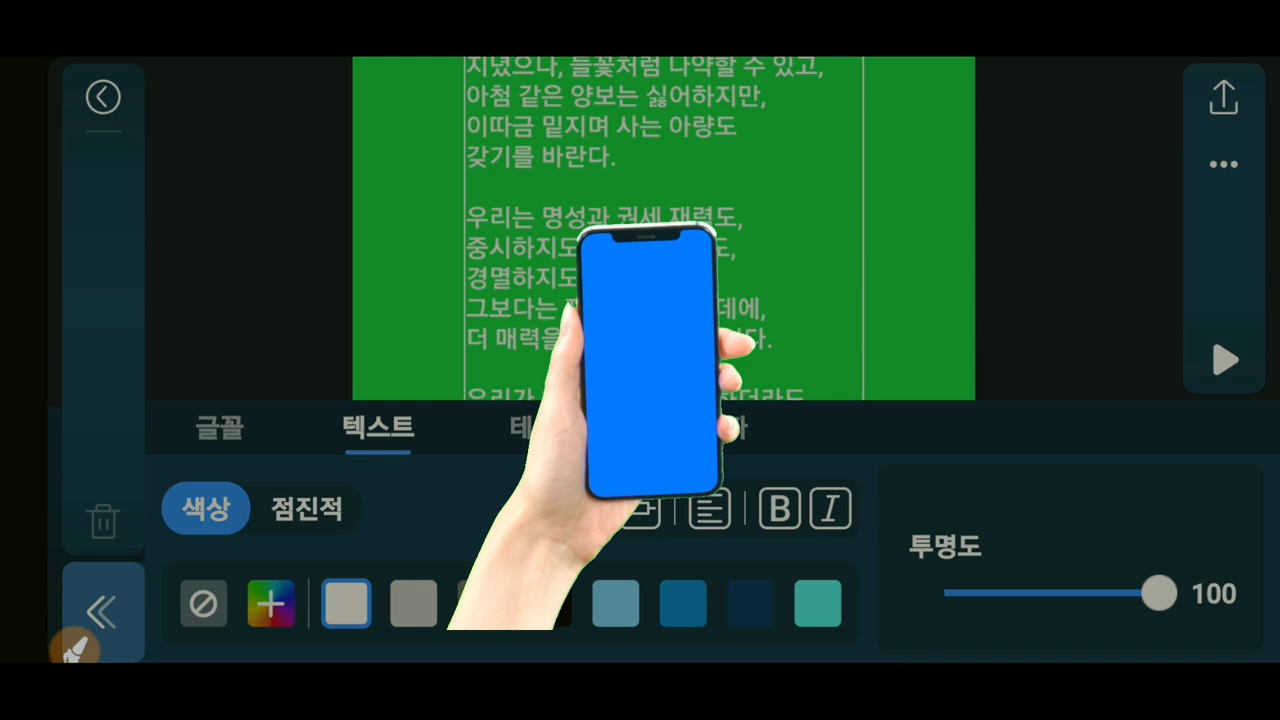 지녔으나, 들꽃처럼 나약할 수 있고,
아첨 같은 양보는 싫어하지만,
이따금 밑지며 사는 아량도
갖기를 바란다.
우리는 명성과 권세 재력도,
중시하지도
경멸하지도
그보다는 데에,
더 매력을 다.
우리가
글꼴 텍스트
색상 점진적
B I
투명도
100